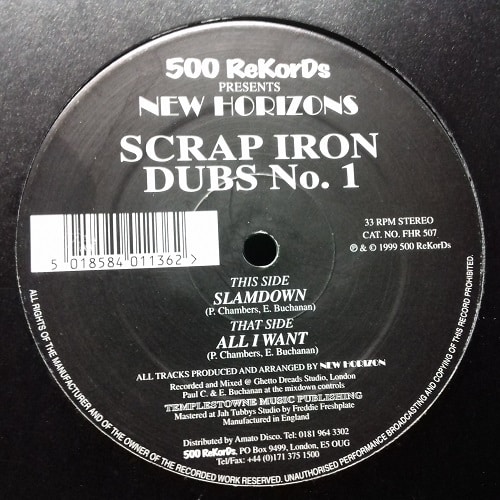 500 ReKorDs
PRESENTS
NEW HORIZONS
SCRAP IRON
DUBS No. 1
33 RPM STEREO
CAT. NO. FHR 507
℗ & © 1999 500 ReKorDs
5 018584 011362 >
THIS SIDE
SLAMDOWN
(P. Chambers, E. Buchanan)
THAT SIDE
ALL I WANT
(P. Chambers, E. Buchanan)
ALL TRACKS PRODUCED AND ARRANGED BY NEW HORIZON
Recorded and Mixed @ Ghetto Dreads Studio, London
Paul C. & E. Buchanan at the mixdown controls
TEMPLESTOWNE MUSIC PUBLISHING
Mastered at Jah Tubbys Studio by Freddie Freshplate
Manufactured in England
Distributed by Amato Disco. Tel: 0181 964 3302
500 ReKorDs. PO Box 9499, London, E5 OUG
Tel/Fax: +44 (0)171 375 1500
ALL RIGHTS OF THE MANUFACTURER AND OF THE OWNER OF THE RECORDED WORK RESERVED. UNAUTHORISED PERFORMANCE BROADCASTING AND COPYING OF THIS RECORD PROHIBITED.